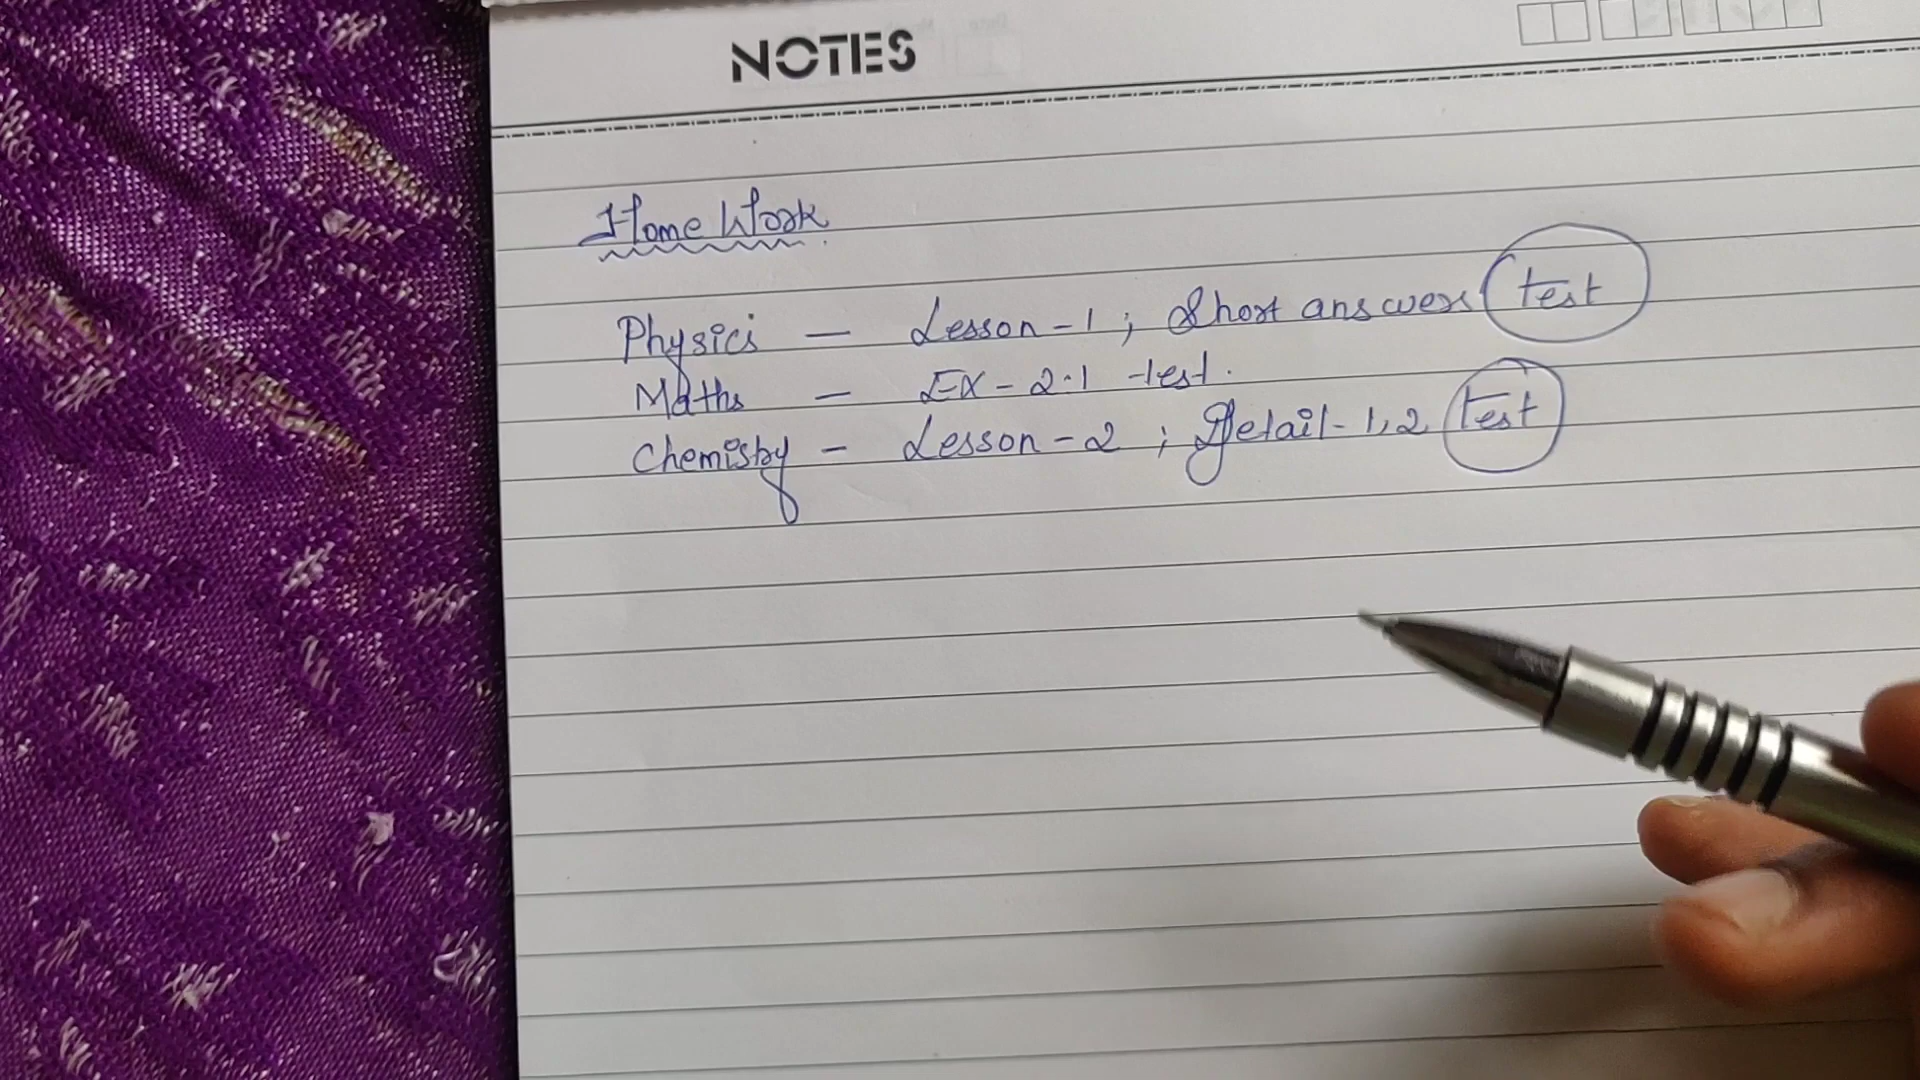 NOTES
Home Work
Physics — Lesson-1; Short answers test
Maths — Ex-2.1 test.
Chemistry — Lesson-2; Detail-1,2 test